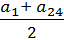 a₁ + a₂₄
2